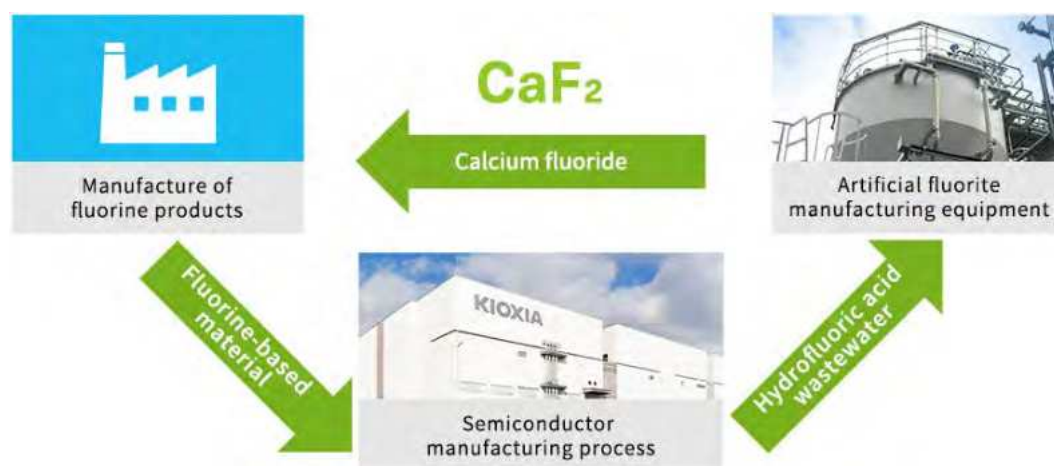 CaF₂
Calcium fluoride
Manufacture of
fluorine products
Artificial fluorite
manufacturing equipment
Fluorine-based
material
KIOXIA
Semiconductor
manufacturing process
Hydrofluoric acid
wastewater